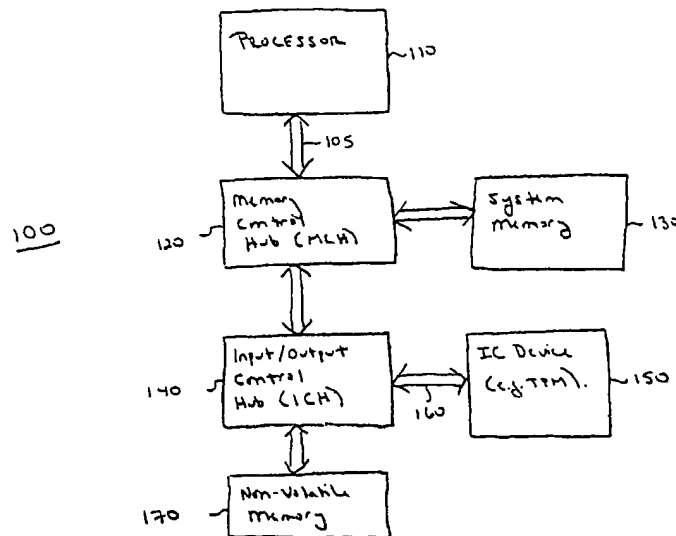 PROCESSOR
110
105
100
Memory
Control
Hub (MCH)
120
System
Memory
130
Input/Output
Control
Hub (ICH)
140
IC Device
(e.g. TPM).
150
160
Non-Volatile
Memory
170